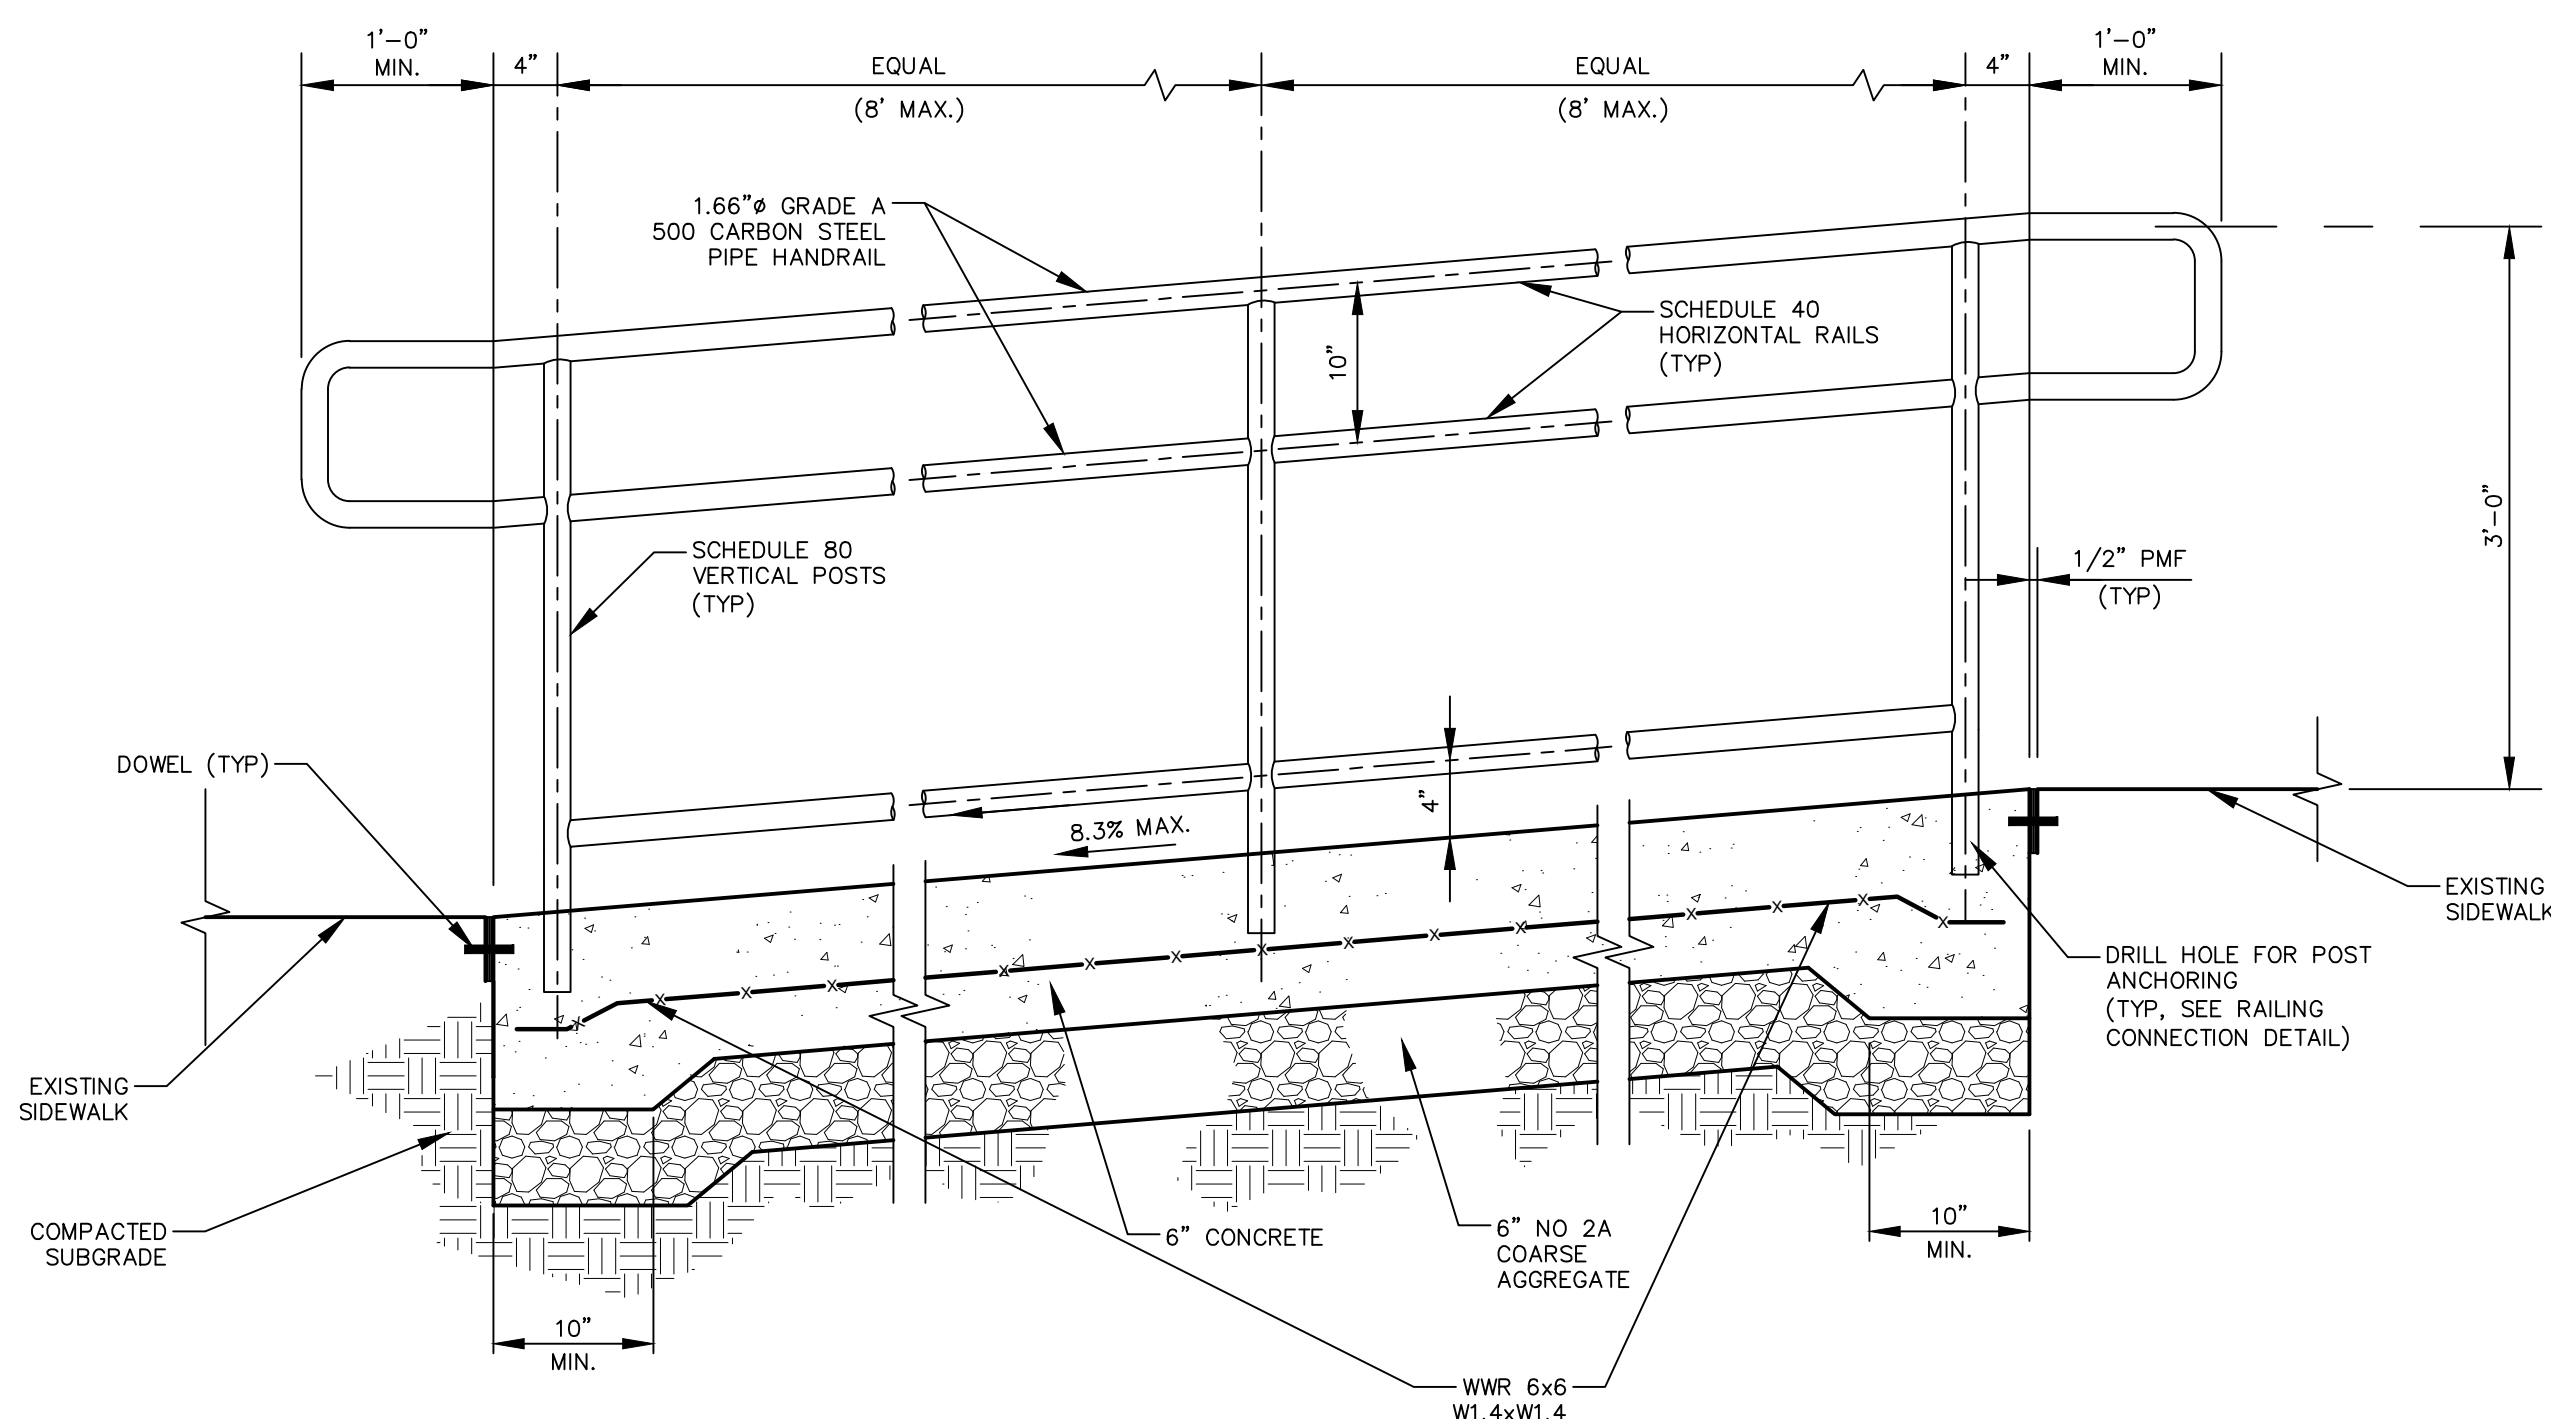 1'-0"
MIN.
4"
EQUAL
(8' MAX.)
EQUAL
(8' MAX.)
4"
1'-0"
MIN.
1.66"ø GRADE A
500 CARBON STEEL
PIPE HANDRAIL
SCHEDULE 40
HORIZONTAL RAILS
(TYP)
10"
3'-0"
SCHEDULE 80
VERTICAL POSTS
(TYP)
1/2" PMF
(TYP)
DOWEL (TYP)
4"
8.3% MAX.
EXISTING
SIDEWALK
DRILL HOLE FOR POST
ANCHORING
(TYP, SEE RAILING
CONNECTION DETAIL)
EXISTING
SIDEWALK
COMPACTED
SUBGRADE
6" CONCRETE
6" NO 2A
COARSE
AGGREGATE
10"
MIN.
10"
MIN.
WWR 6x6
W1.4xW1.4